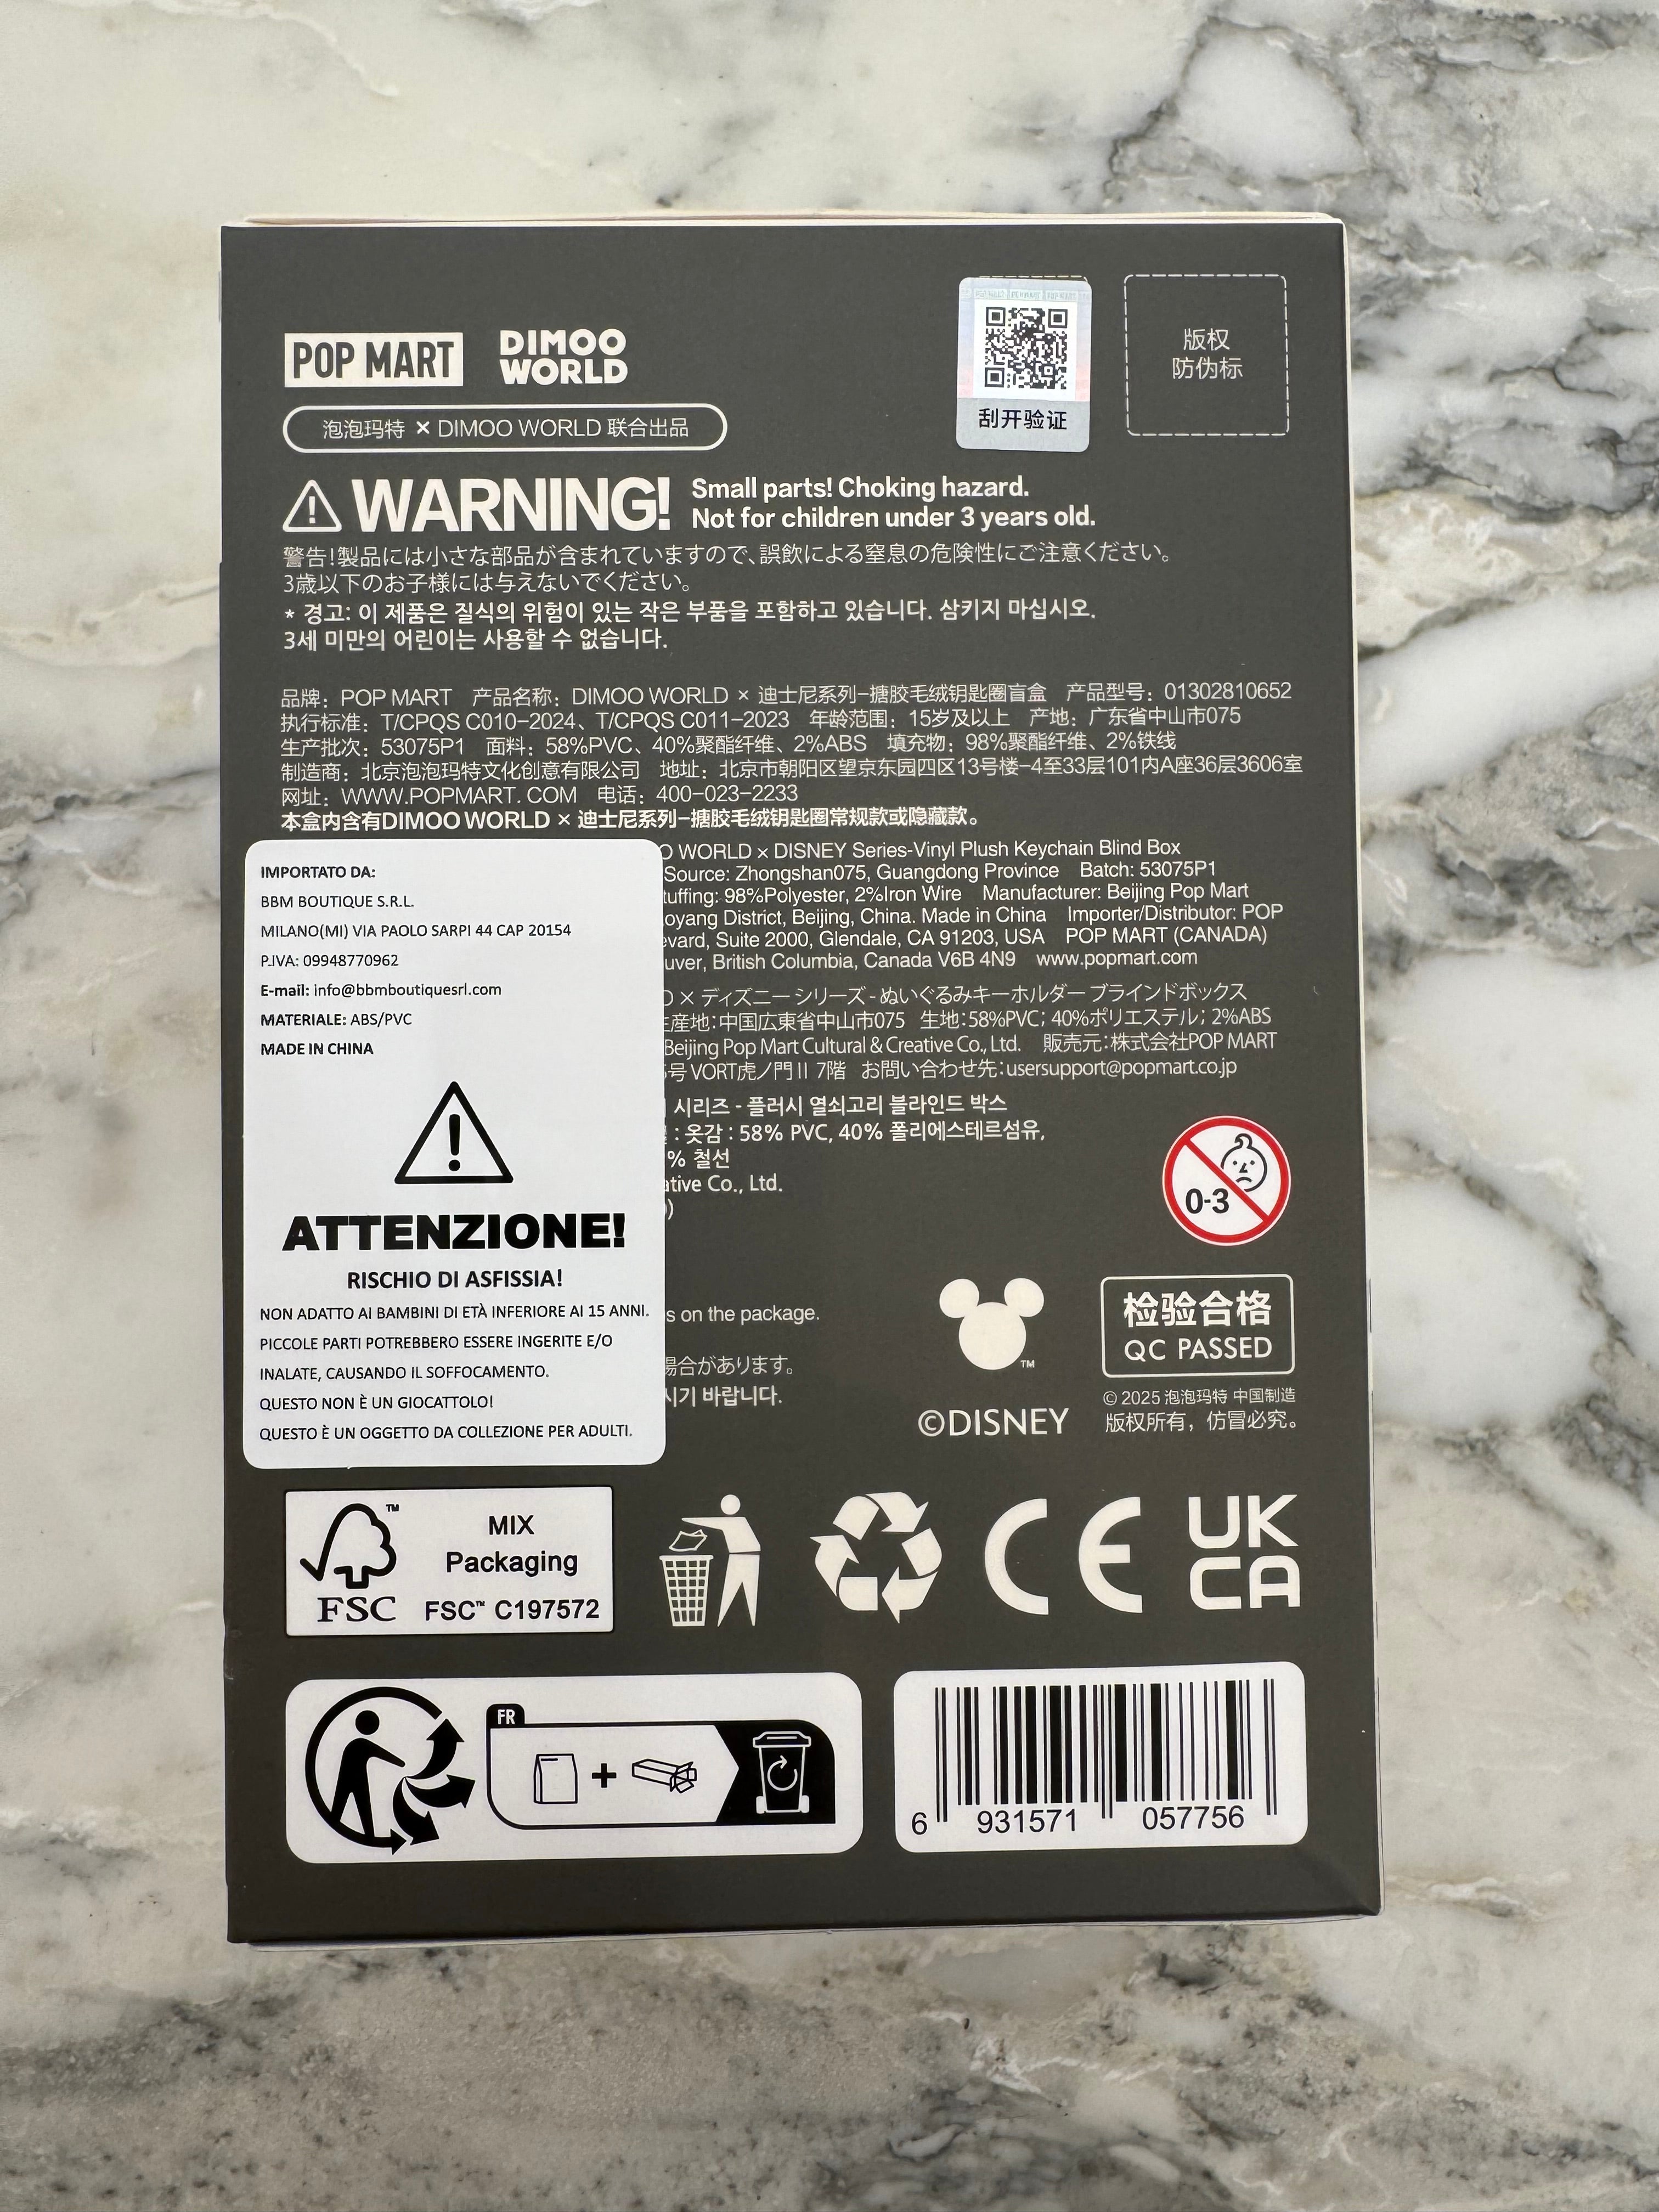 POP MART
DIMOO
WORLD
刮开验证
版权
防伪标
泡泡玛特 × DIMOO WORLD 联合出品
WARNING!
Small parts! Choking hazard.
Not for children under 3 years old.
警告!製品には小さな部品が含まれていますので、誤飲による窒息の危険性にご注意ください。
3歳以下のお子様には与えないでください。
* 경고: 이 제품은 질식의 위험이 있는 작은 부품을 포함하고 있습니다. 삼키지 마십시오.
3세 미만의 어린이는 사용할 수 없습니다.
品牌：POP MART 产品名称：DIMOO WORLD × 迪士尼系列-搪胶毛绒钥匙圈盲盒 产品型号：01302810652
执行标准：T/CPQS C010-2024、T/CPQS C011-2023 年龄范围：15岁及以上 产地：广东省中山市075
生产批次：53075P1 面料：58%PVC、40%聚酯纤维、2%ABS 填充物：98%聚酯纤维、2%铁线
制造商：北京泡泡玛特文化创意有限公司 地址：北京市朝阳区望京东园四区13号楼-4至33层101内A座36层3606室
网址：WWW.POPMART.COM 电话：400-023-2233
本盒内含有DIMOO WORLD × 迪士尼系列-搪胶毛绒钥匙圈常规款或隐藏款。
O WORLD × DISNEY Series-Vinyl Plush Keychain Blind Box
Source: Zhongshan075, Guangdong Province Batch: 53075P1
tuffing: 98%Polyester, 2%Iron Wire Manufacturer: Beijing Pop Mart
oyang District, Beijing, China. Made in China Importer/Distributor: POP
evard, Suite 2000, Glendale, CA 91203, USA POP MART (CANADA)
uver, British Columbia, Canada V6B 4N9 www.popmart.com
× ディズニー シリーズ - ぬいぐるみキーホルダー ブラインドボックス
産地：中国広東省中山市075 生地：58%PVC；40%ポリエステル；2%ABS
Beijing Pop Mart Cultural & Creative Co., Ltd. 販売元：株式会社POP MART
号 VORT虎ノ門II 7階 お問い合わせ先：usersupport@popmart.co.jp
시리즈 - 플러시 열쇠고리 블라인드 박스
: 옷감 : 58% PVC, 40% 폴리에스테르섬유,
% 철선
ative Co., Ltd.
)
s on the package.
場合があります。
시기 바랍니다.
IMPORTATO DA:
BBM BOUTIQUE S.R.L.
MILANO(MI) VIA PAOLO SARPI 44 CAP 20154
P.IVA: 09948770962
E-mail: info@bbmboutiquesrl.com
MATERIALE: ABS/PVC
MADE IN CHINA
ATTENZIONE!
RISCHIO DI ASFISSIA!
NON ADATTO AI BAMBINI DI ETÀ INFERIORE AI 15 ANNI.
PICCOLE PARTI POTREBBERO ESSERE INGERITE E/O
INALATE, CAUSANDO IL SOFFOCAMENTO.
QUESTO NON È UN GIOCATTOLO!
QUESTO È UN OGGETTO DA COLLEZIONE PER ADULTI.
0-3
TM
©DISNEY
检验合格
QC PASSED
© 2025 泡泡玛特 中国制造
版权所有，仿冒必究。
TM
FSC
MIX
Packaging
FSC™ C197572
CE
UK
CA
FR
6 931571 057756